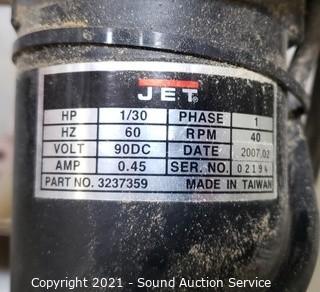 JET
HP 1/30 PHASE 1
HZ 60 RPM 40
VOLT 90DC DATE 2007.02
AMP 0.45 SER. NO. 02194
PART NO. 3237359 MADE IN TAIWAN
Copyright 2021 - Sound Auction Service